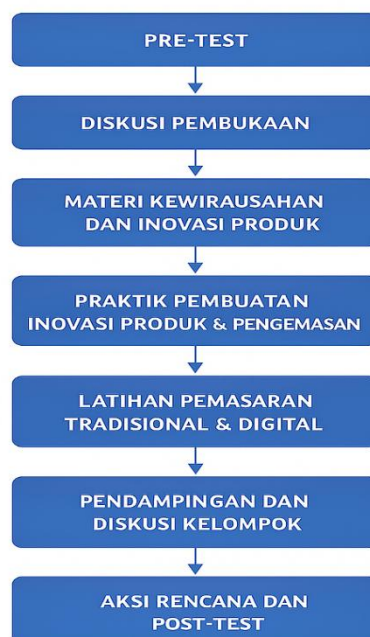 PRE-TEST
DISKUSI PEMBUKAAN
MATERI KEWIRAUSAHAN
DAN INOVASI PRODUK
PRAKTIK PEMBUATAN
INOVASI PRODUK & PENGEMASAN
LATIHAN PEMASARAN
TRADISIONAL & DIGITAL
PENDAMPINGAN DAN
DISKUSI KELOMPOK
AKSI RENCANA DAN
POST-TEST